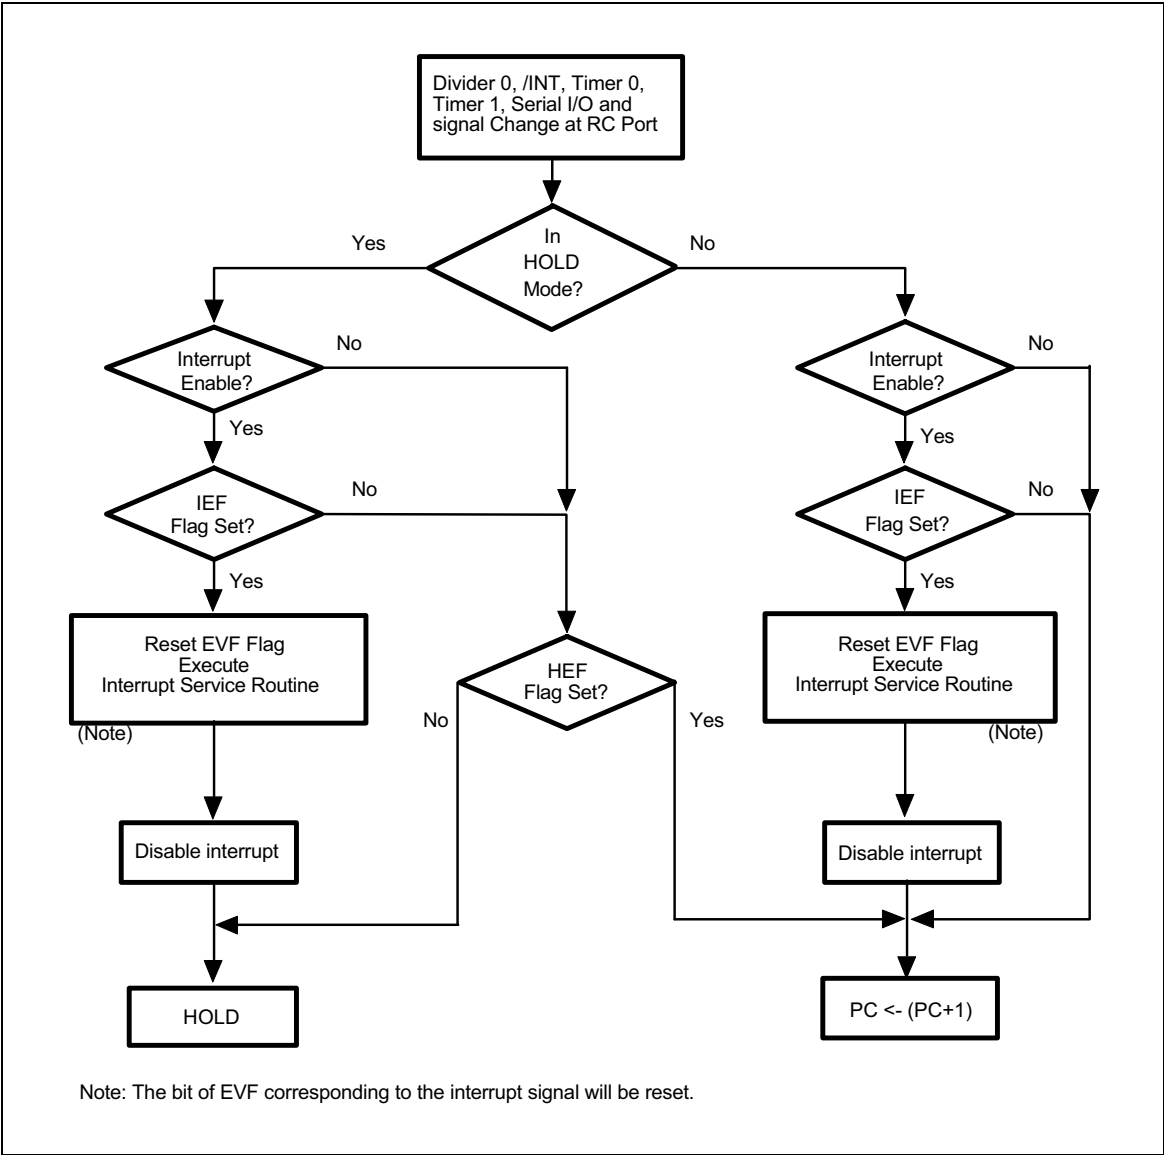 Divider 0, /INT, Timer 0,
Timer 1, Serial I/O and
signal Change at RC Port
In
HOLD
Mode?
Yes
No
Interrupt
Enable?
No
Interrupt
Enable?
No
Yes
Yes
IEF
Flag Set?
No
IEF
Flag Set?
No
Yes
Yes
Reset EVF Flag
Execute
Interrupt Service Routine
(Note)
HEF
Flag Set?
No
Yes
Reset EVF Flag
Execute
Interrupt Service Routine
(Note)
Disable interrupt
Disable interrupt
HOLD
PC <- (PC+1)
Note: The bit of EVF corresponding to the interrupt signal will be reset.